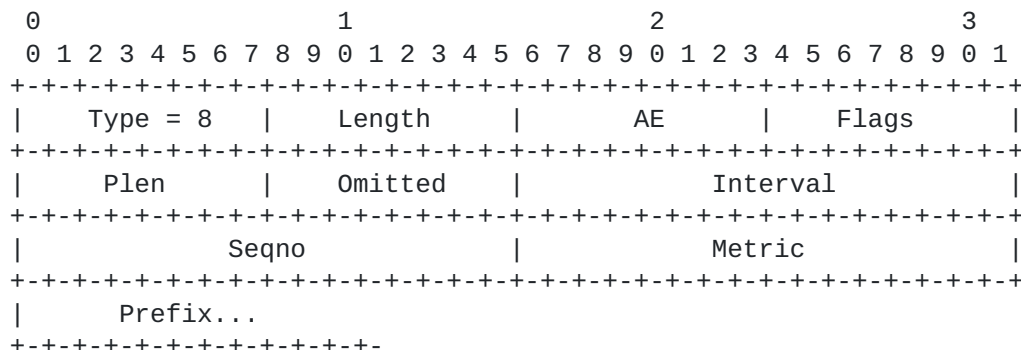 0                   1                   2                   3
 0 1 2 3 4 5 6 7 8 9 0 1 2 3 4 5 6 7 8 9 0 1 2 3 4 5 6 7 8 9 0 1
+-+-+-+-+-+-+-+-+-+-+-+-+-+-+-+-+-+-+-+-+-+-+-+-+-+-+-+-+-+-+-+-+
|    Type = 8   |    Length     |       AE      |    Flags      |
+-+-+-+-+-+-+-+-+-+-+-+-+-+-+-+-+-+-+-+-+-+-+-+-+-+-+-+-+-+-+-+-+
|     Plen      |    Omitted    |            Interval           |
+-+-+-+-+-+-+-+-+-+-+-+-+-+-+-+-+-+-+-+-+-+-+-+-+-+-+-+-+-+-+-+-+
|             Seqno             |            Metric             |
+-+-+-+-+-+-+-+-+-+-+-+-+-+-+-+-+-+-+-+-+-+-+-+-+-+-+-+-+-+-+-+-+
|      Prefix...
+-+-+-+-+-+-+-+-+-+-+-+-